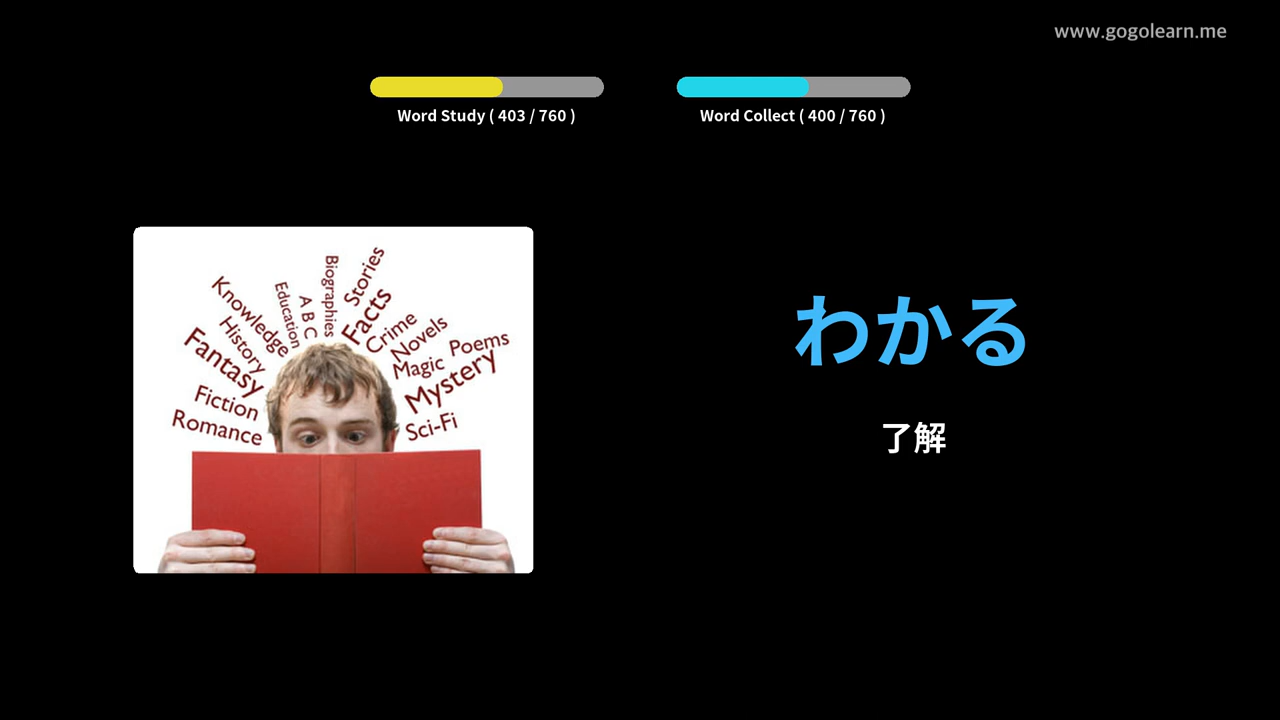 www.gogolearn.me
Word Study ( 403 / 760 )
Word Collect ( 400 / 760 )
Biographies
Stories
Education
A B C
Facts
Knowledge
History
Crime
Novels
Fantasy
Magic
Poems
Mystery
Fiction
Romance
Sci-Fi
わかる
了解